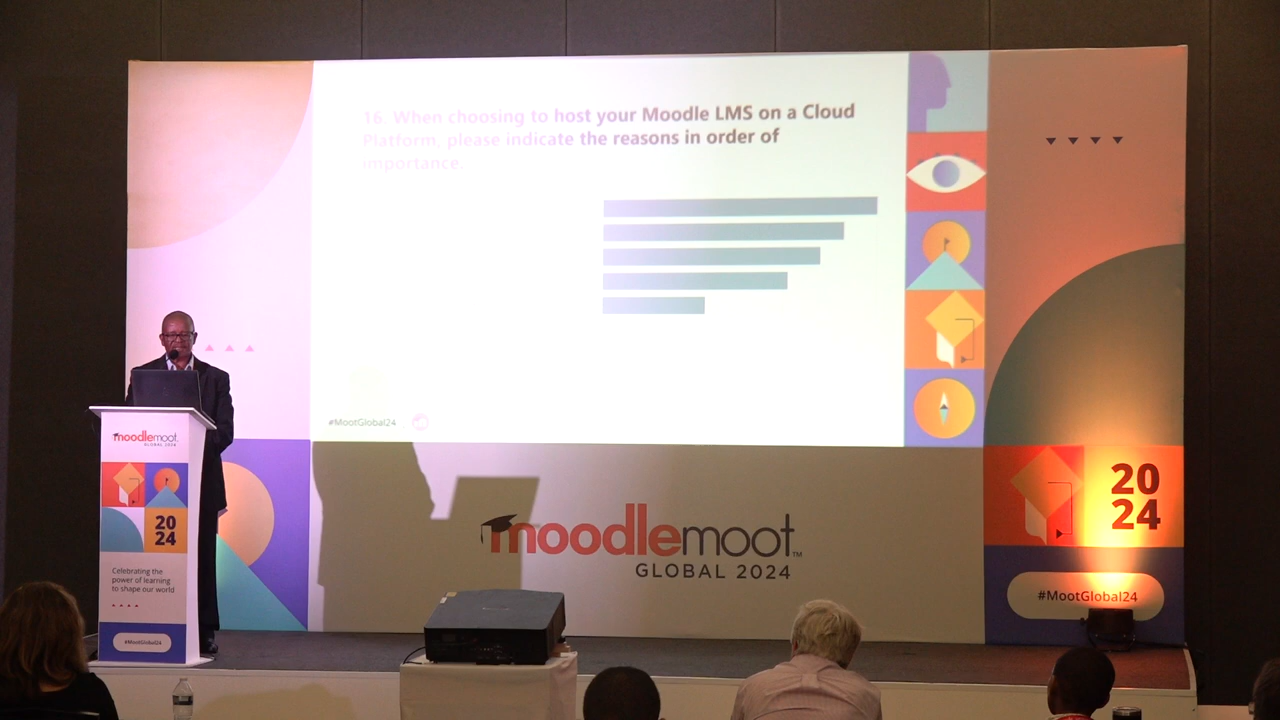 16. When choosing to host your Moodle LMS on a Cloud
Platform, please indicate the reasons in order of
importance.
#MootGlobal24
moodlemoot™
GLOBAL 2024
20
24
#MootGlobal24
moodlemoot
GLOBAL 2024
20
24
Celebrating the
power of learning
to shape our world
#MootGlobal24